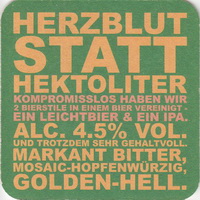 HERZBLUT
STATT
HEKTOLITER
KOMPROMISSLOS HABEN WIR
2 BIERSTILE IN EINEM BIER VEREINIGT -
EIN LEICHTBIER & EIN IPA.
ALC. 4.5% VOL.
UND TROTZDEM SEHR GEHALTVOLL.
MARKANT BITTER,
MOSAIC-HOPFENWÜRZIG,
GOLDEN-HELL.